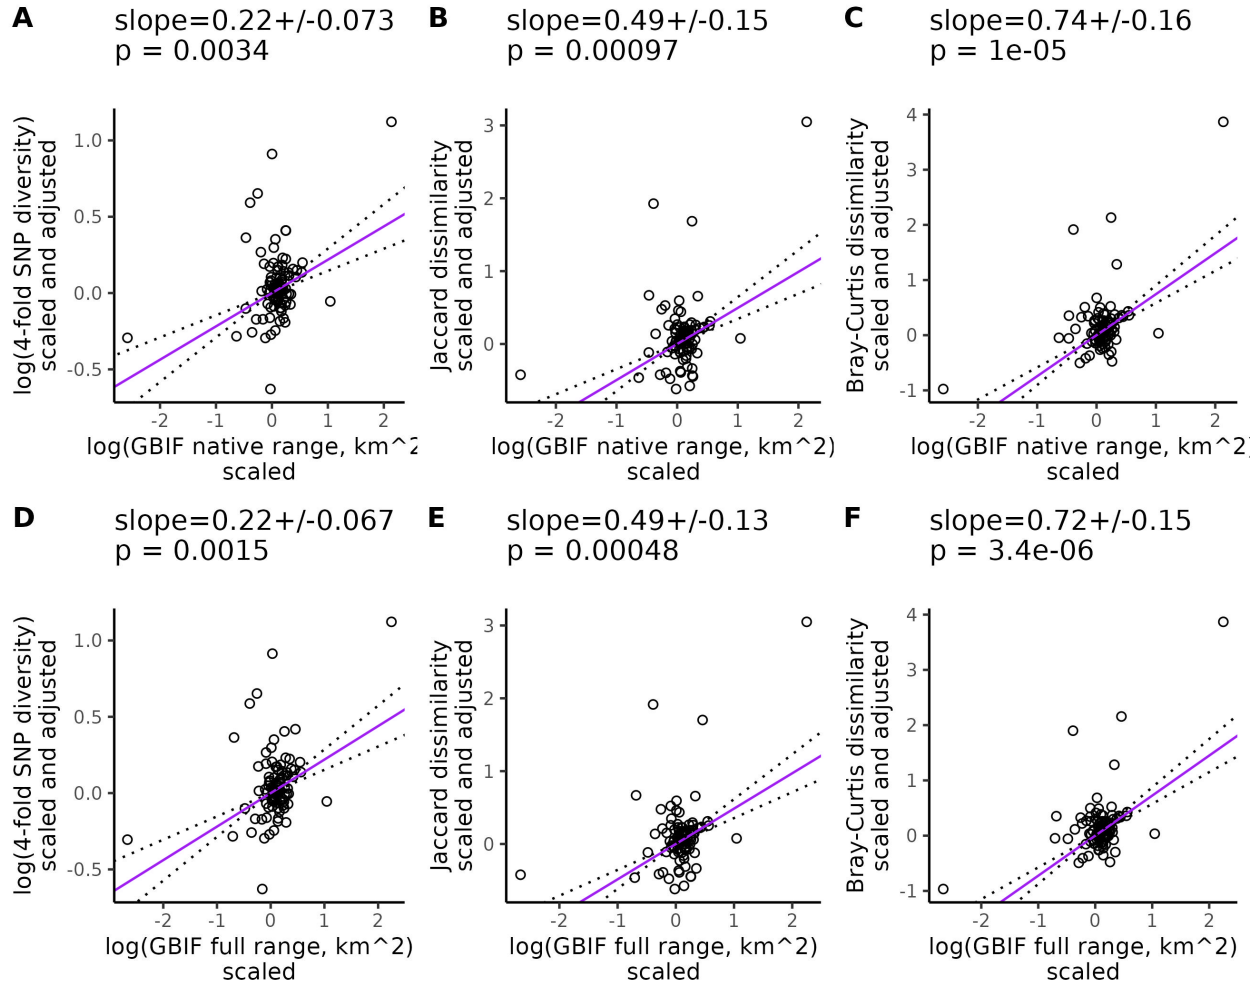 A
slope=0.22+/-0.073
p = 0.0034
log(4-fold SNP diversity)
scaled and adjusted
1.0
0.5
0.0
-0.5
-2
-1
0
1
2
log(GBIF native range, km^2
scaled
B
slope=0.49+/-0.15
p = 0.00097
Jaccard dissimilarity
scaled and adjusted
3
2
1
0
-2
-1
0
1
2
log(GBIF native range, km^2)
scaled
C
slope=0.74+/-0.16
p = 1e-05
Bray-Curtis dissimilarity
scaled and adjusted
4
3
2
1
0
-1
-2
-1
0
1
2
log(GBIF native range, km^2)
scaled
D
slope=0.22+/-0.067
p = 0.0015
log(4-fold SNP diversity)
scaled and adjusted
1.0
0.5
0.0
-0.5
-2
-1
0
1
2
log(GBIF full range, km^2)
scaled
E
slope=0.49+/-0.13
p = 0.00048
Jaccard dissimilarity
scaled and adjusted
3
2
1
0
-2
-1
0
1
2
log(GBIF full range, km^2)
scaled
F
slope=0.72+/-0.15
p = 3.4e-06
Bray-Curtis dissimilarity
scaled and adjusted
4
3
2
1
0
-1
-2
-1
0
1
2
log(GBIF full range, km^2)
scaled